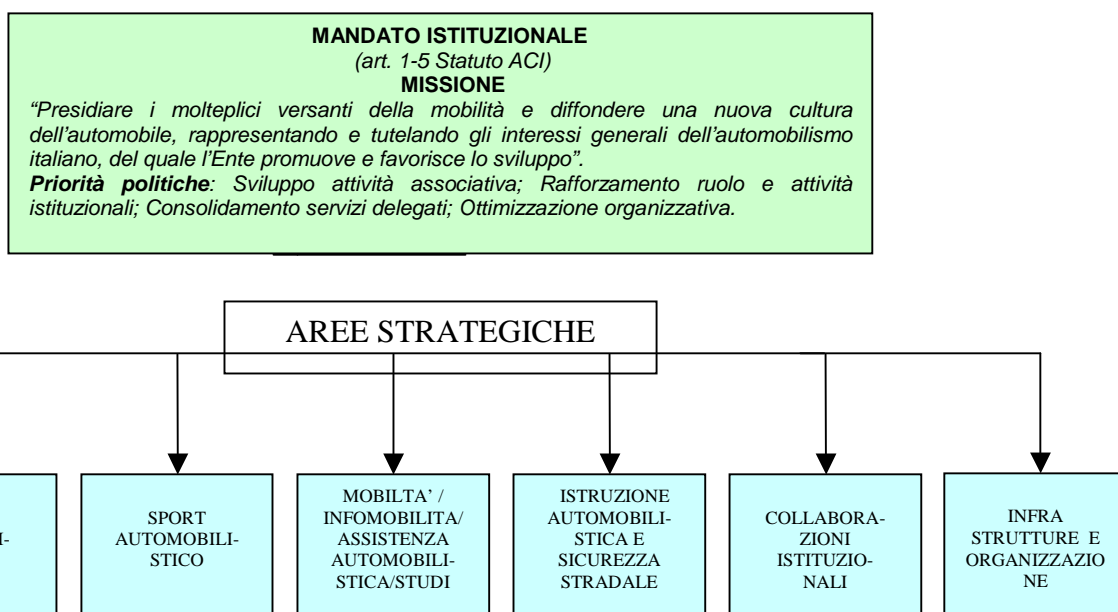 MANDATO ISTITUZIONALE
(art. 1-5 Statuto ACI)
MISSIONE
“Presidiare i molteplici versanti della mobilità e diffondere una nuova cultura
dell’automobile, rappresentando e tutelando gli interessi generali dell’automobilismo
italiano, del quale l’Ente promuove e favorisce lo sviluppo”.
Priorità politiche: Sviluppo attività associativa; Rafforzamento ruolo e attività
istituzionali; Consolidamento servizi delegati; Ottimizzazione organizzativa.
AREE STRATEGICHE
SPORT
AUTOMOBILI-
STICO
MOBILTA’ /
INFOMOBILITA/
ASSISTENZA
AUTOMOBILI-
STICA/STUDI
ISTRUZIONE
AUTOMOBILI-
STICA E
SICUREZZA
STRADALE
COLLABORA-
ZIONI
ISTITUZIO-
NALI
INFRA
STRUTTURE E
ORGANIZZAZIO
NE